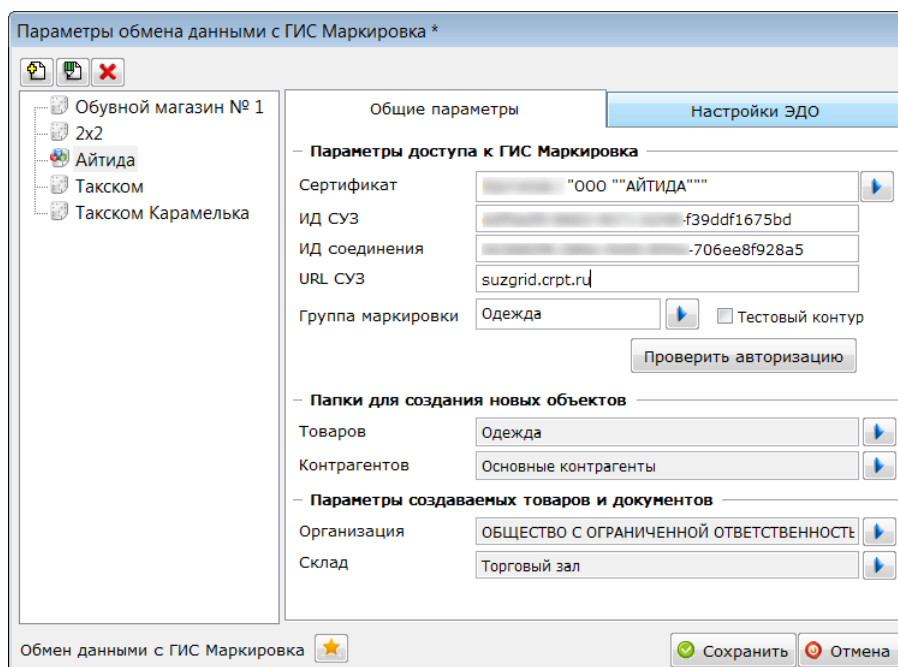 Параметры обмена данными с ГИС Маркировка *
Обувной магазин № 1
2x2
Айтида
Такском
Такском Карамелька
Общие параметры
Настройки ЭДО
Параметры доступа к ГИС Маркировка
Сертификат
"ООО ""АЙТИДА"""
ИД СУЗ
-f39ddf1675bd
ИД соединения
-706ee8f928a5
URL СУЗ
suzgrid.crpt.ru
Группа маркировки
Одежда
Тестовый контур
Проверить авторизацию
Папки для создания новых объектов
Товаров
Одежда
Контрагентов
Основные контрагенты
Параметры создаваемых товаров и документов
Организация
ОБЩЕСТВО С ОГРАНИЧЕННОЙ ОТВЕТСТВЕННОСТЬ
Склад
Торговый зал
Обмен данными с ГИС Маркировка
Сохранить
Отмена